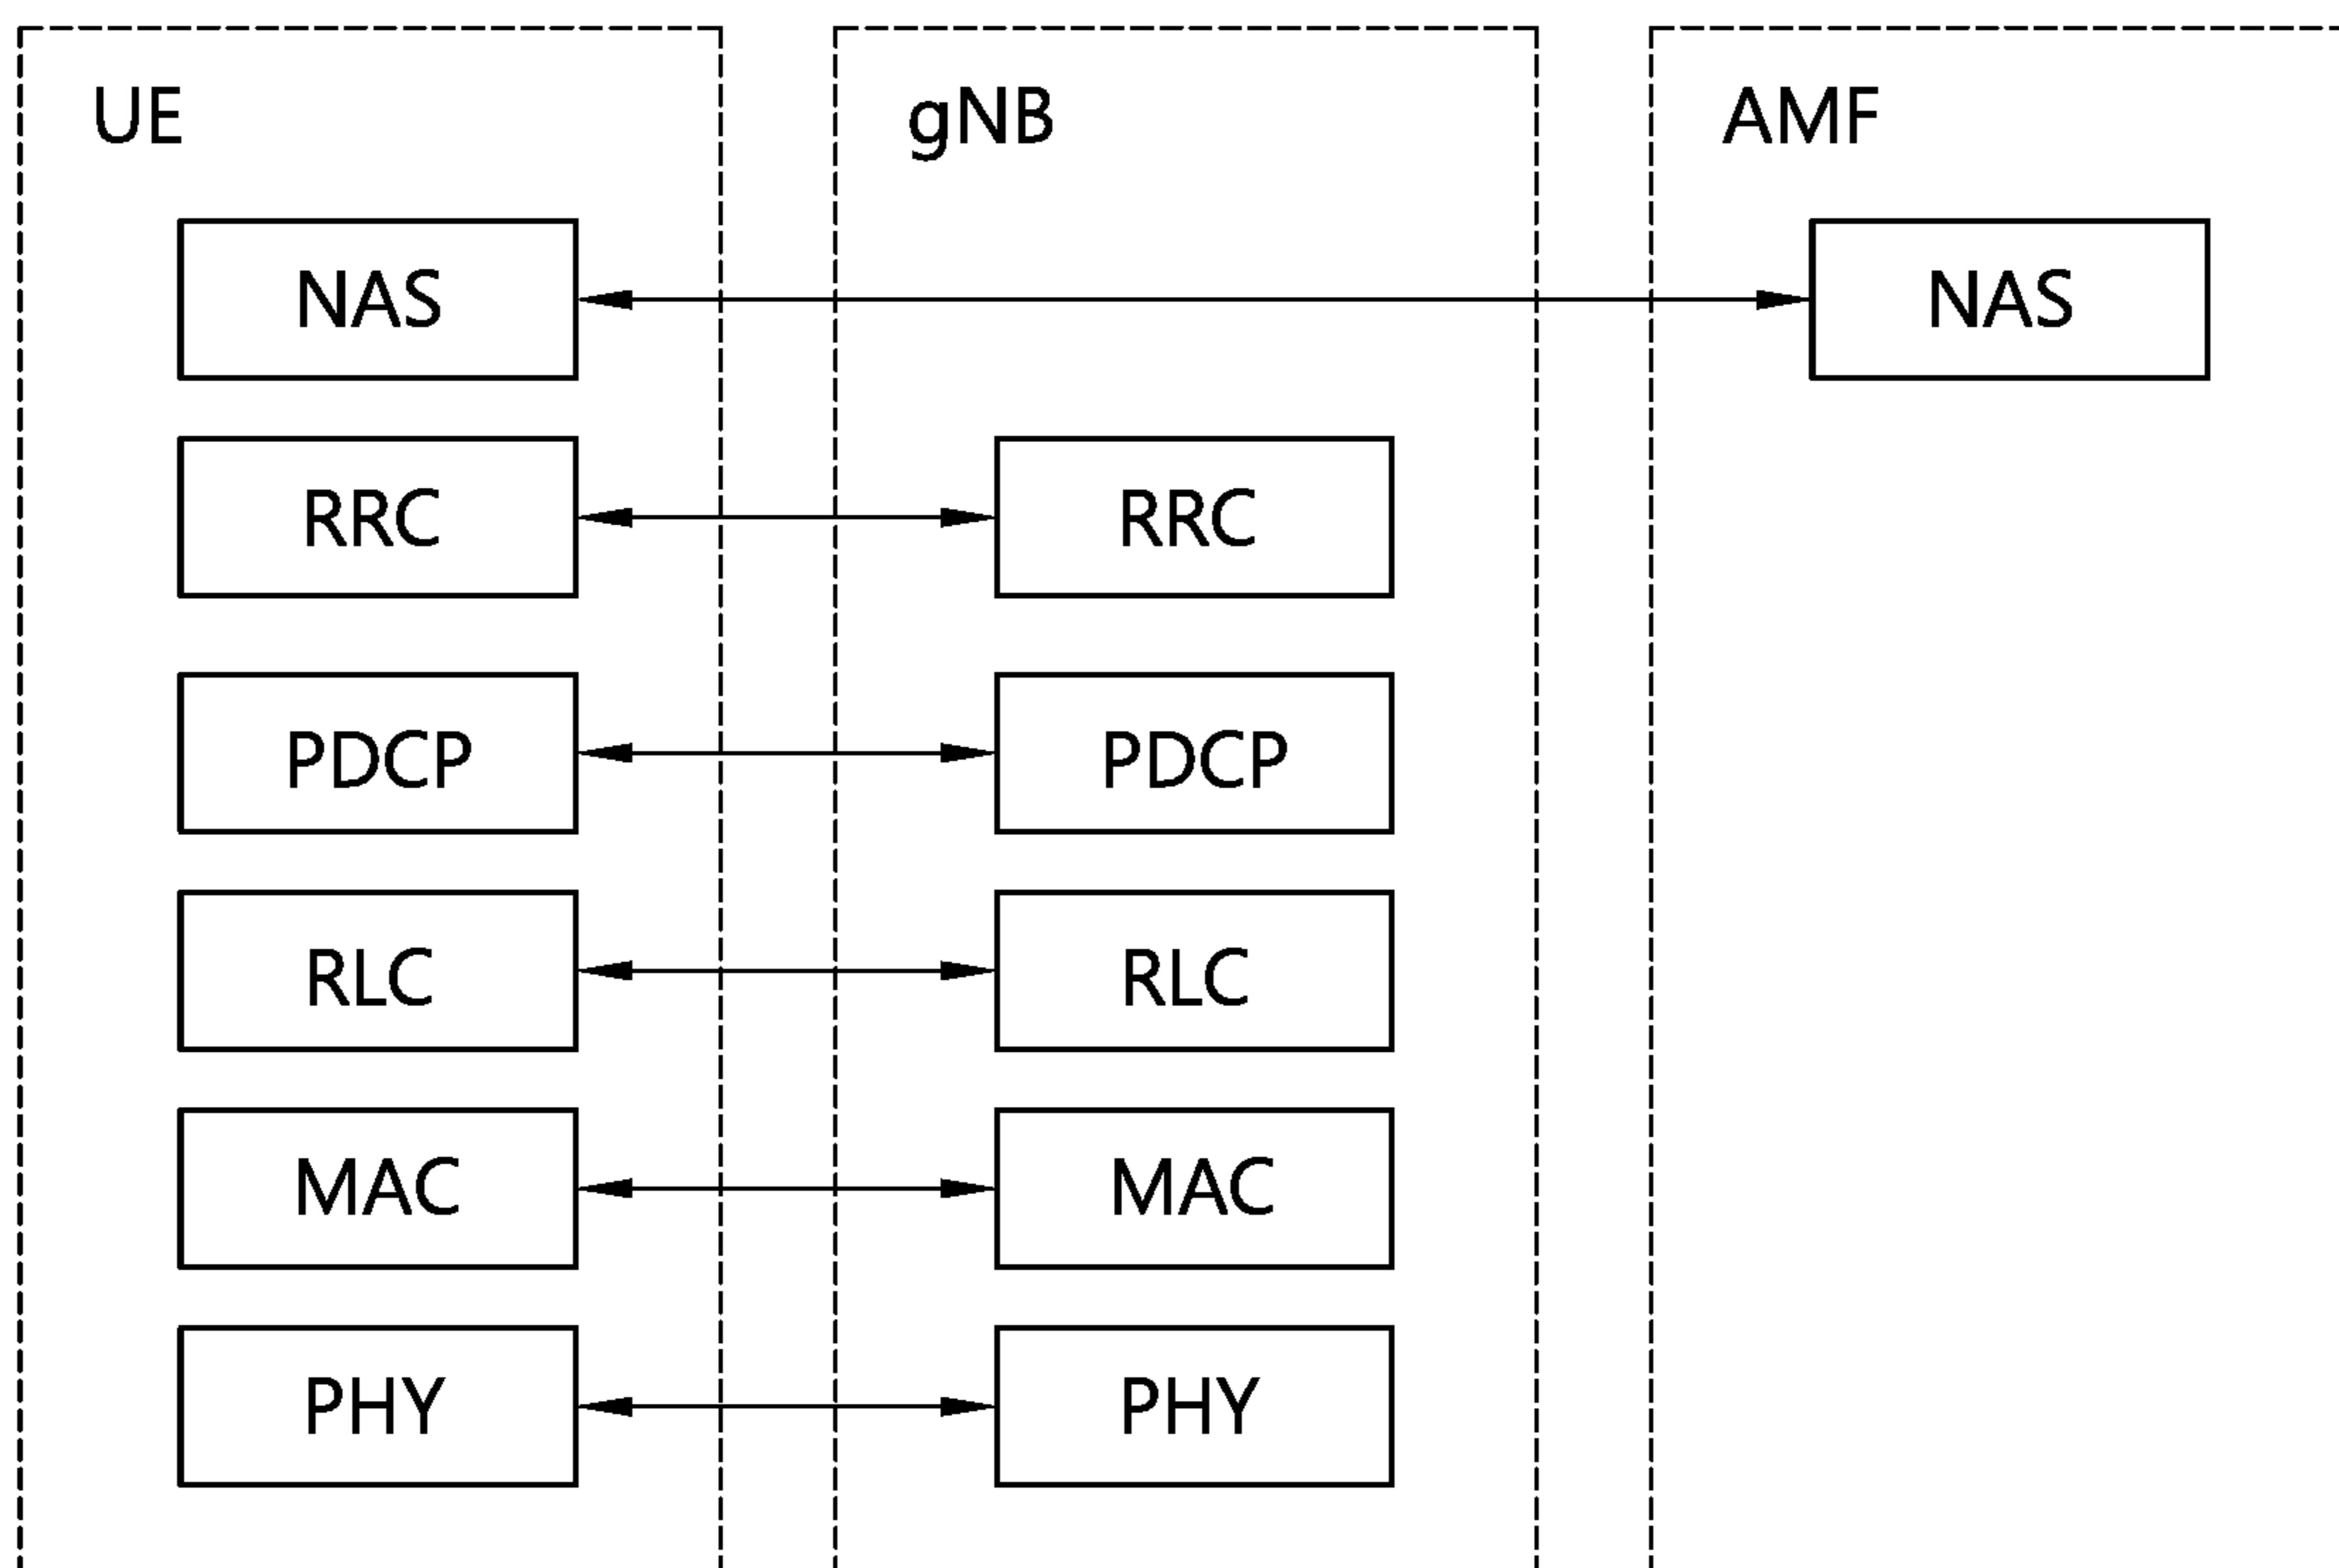 UE gNB AMF
NAS NAS
RRC RRC
PDCP PDCP
RLC RLC
MAC MAC
PHY PHY